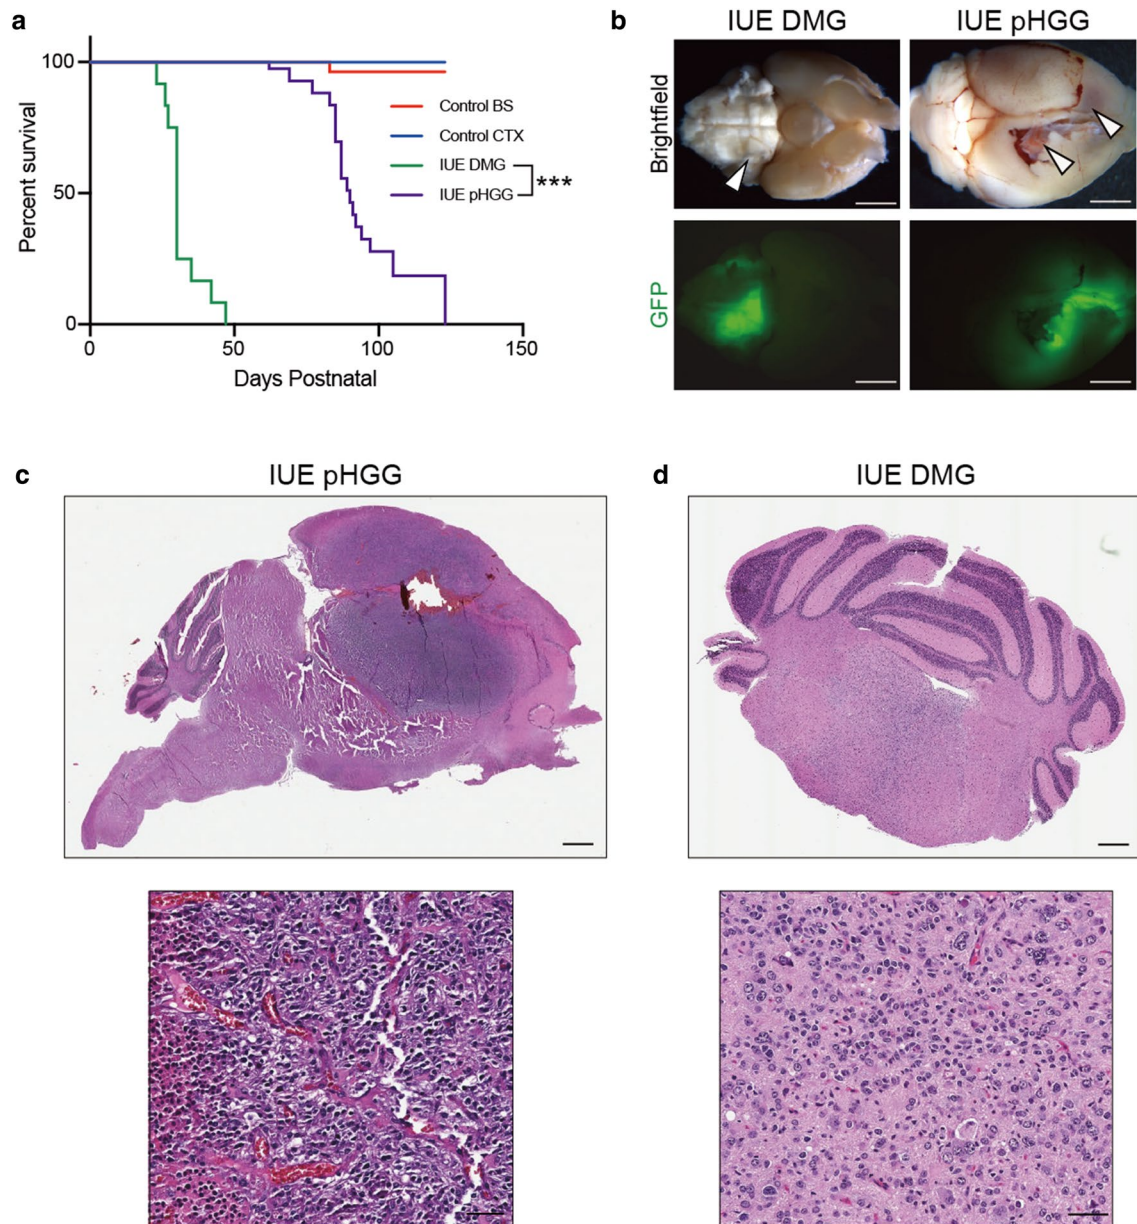 a
100
50
0
0
50
100
150
Percent survival
Days Postnatal
Control BS
Control CTX
IUE DMG
IUE pHGG
***
b
IUE DMG
IUE pHGG
Brightfield
GFP
c
IUE pHGG
d
IUE DMG